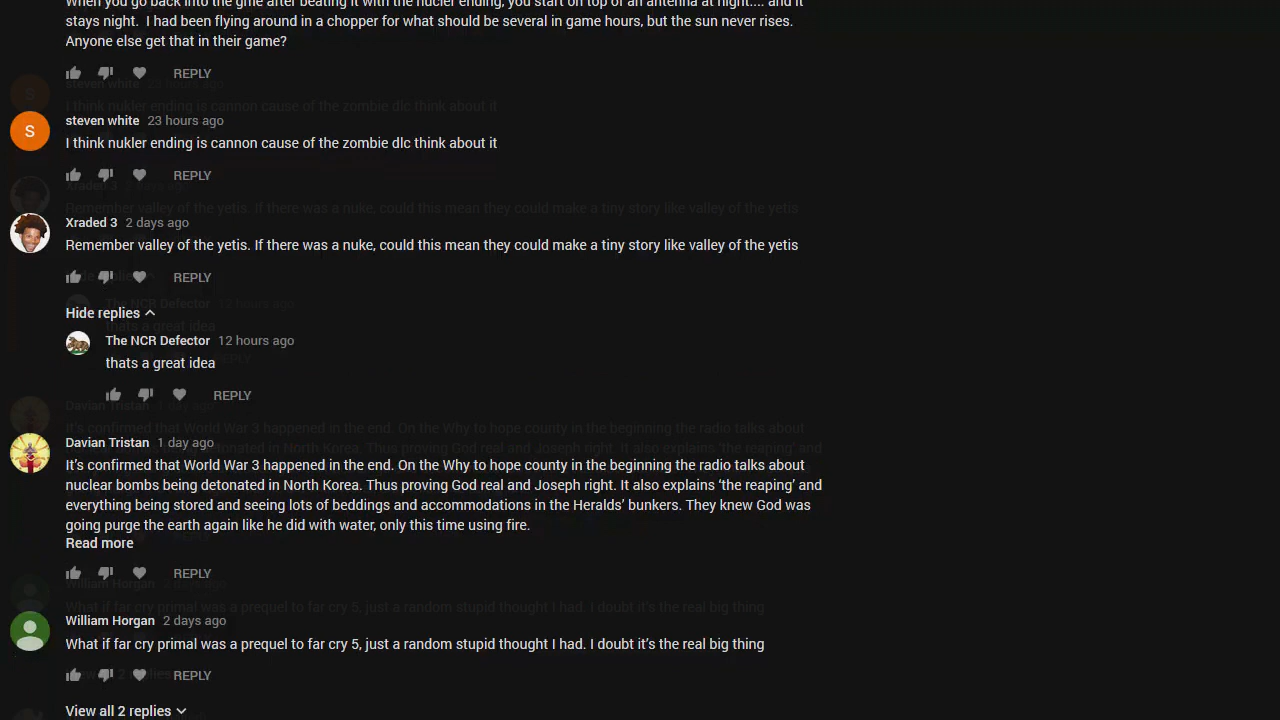 When you go back into the gme after beating it with the nucler ending, you start on top of an antenna at night.... and it
stays night. I had been flying around in a chopper for what should be several in game hours, but the sun never rises.
Anyone else get that in their game?
REPLY
S
steven white 23 hours ago
I think nukler ending is cannon cause of the zombie dlc think about it
REPLY
Xraded 3 2 days ago
Remember valley of the yetis. If there was a nuke, could this mean they could make a tiny story like valley of the yetis
REPLY
Hide replies
The NCR Defector 12 hours ago
thats a great idea
REPLY
Davian Tristan 1 day ago
It's confirmed that World War 3 happened in the end. On the Why to hope county in the beginning the radio talks about
nuclear bombs being detonated in North Korea. Thus proving God real and Joseph right. It also explains ‘the reaping’ and
everything being stored and seeing lots of beddings and accommodations in the Heralds’ bunkers. They knew God was
going purge the earth again like he did with water, only this time using fire.
Read more
REPLY
William Horgan 2 days ago
What if far cry primal was a prequel to far cry 5, just a random stupid thought I had. I doubt it’s the real big thing
REPLY
View all 2 replies